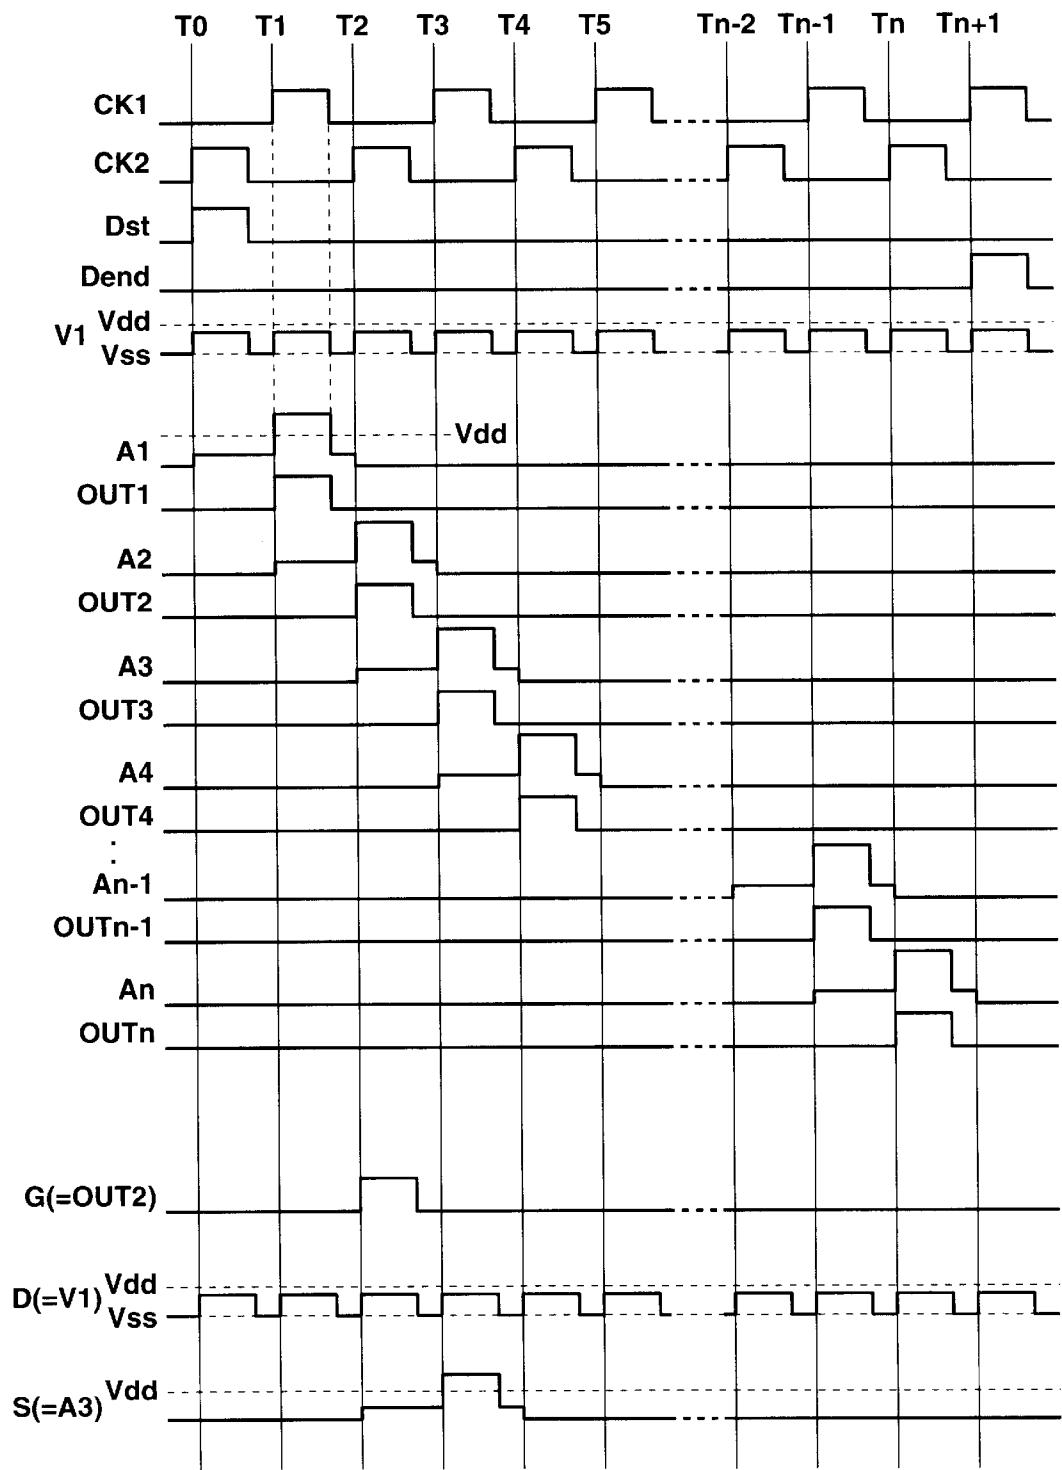 T0 T1 T2 T3 T4 T5 Tn-2 Tn-1 Tn Tn+1
CK1
CK2
Dst
Dend
V1 Vdd
Vss
Vdd
A1
OUT1
A2
OUT2
A3
OUT3
A4
OUT4
:
An-1
OUTn-1
An
OUTn
G(=OUT2)
D(=V1) Vdd
Vss
S(=A3) Vdd